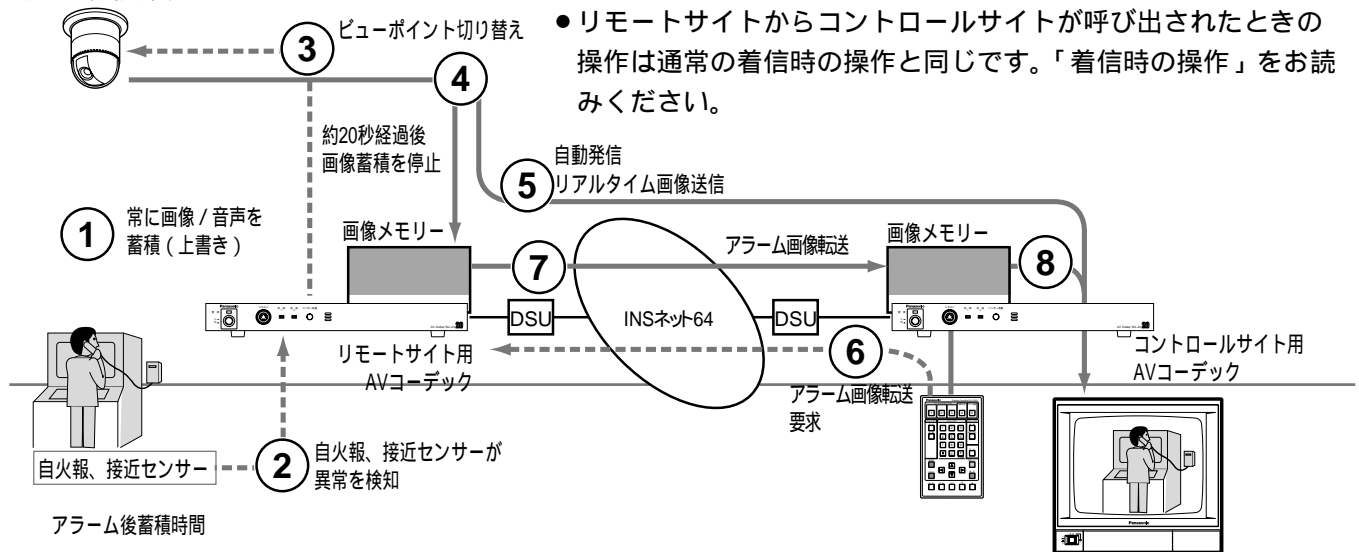 3
ビューポイント切り替え
●リモートサイトからコントロールサイトが呼び出されたときの
操作は通常の着信時の操作と同じです。「着信時の操作」をお読
みください。
4
約20秒経過後
画像蓄積を停止
5
自動発信
リアルタイム画像送信
1
常に画像/音声を
蓄積(上書き)
画像メモリー
7
アラーム画像転送
画像メモリー
8
Panasonic
DSU
INSネット64
DSU
Panasonic
リモートサイト用
AVコーデック
6
アラーム画像転送
要求
コントロールサイト用
AVコーデック
自火報、接近センサー
2
自火報、接近センサーが
異常を検知
アラーム後蓄積時間
Panasonic
Panasonic